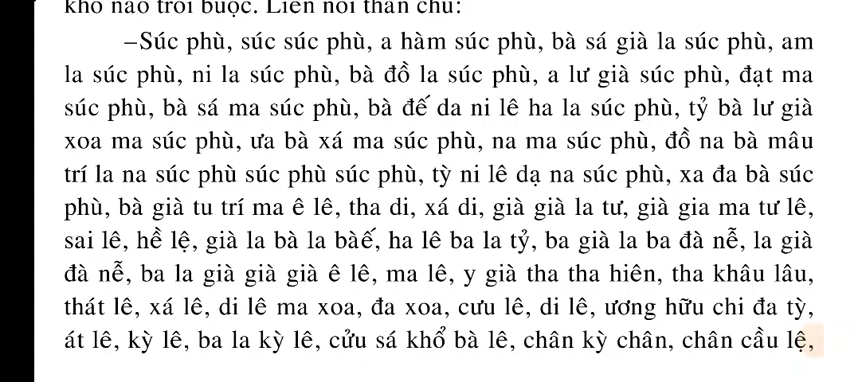 khổ não trói buộc. Liền nói thần chú:
–Súc phù, súc súc phù, a hàm súc phù, bà sá già la súc phù, am
la súc phù, ni la súc phù, bà đồ la súc phù, a lư già súc phù, đạt ma
súc phù, bà sá ma súc phù, bà đế da ni lê ha la súc phù, tỷ bà lư già
xoa ma súc phù, ưa bà xá ma súc phù, na ma súc phù, đồ na bà mâu
trí la na súc phù súc phù súc phù, tỳ ni lê dạ na súc phù, xa đa bà súc
phù, bà già tu trí ma ê lê, tha di, xá di, già già la tư, già gia ma tư lê,
sai lê, hề lệ, già la bà la bàế, ha lê ba la tỷ, ba già la ba đà nễ, la già
đà nễ, ba la già già già ê lê, ma lê, y già tha tha hiên, tha khâu lâu,
thát lê, xá lê, di lê ma xoa, đa xoa, cưu lê, di lê, ương hữu chi đa tỳ,
át lê, kỳ lê, ba la kỳ lê, cửu sá khổ bà lê, chân kỳ chân, chân cầu lệ,